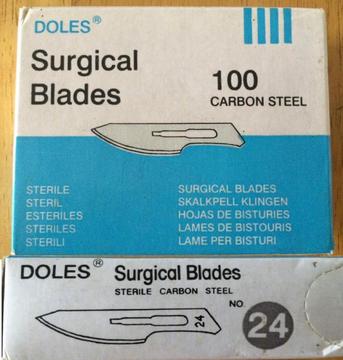 DOLES®
Surgical
Blades
100
CARBON STEEL
STERILE SURGICAL BLADES
STERIL SKALKPELL KLINGEN
ESTERILES HOJAS DE BISTURIES
STERILES LAMES DE BISTOURIS
STERILI LAME PER BISTURI
DOLES® Surgical Blades
STERILE CARBON STEEL
NO.
24
24